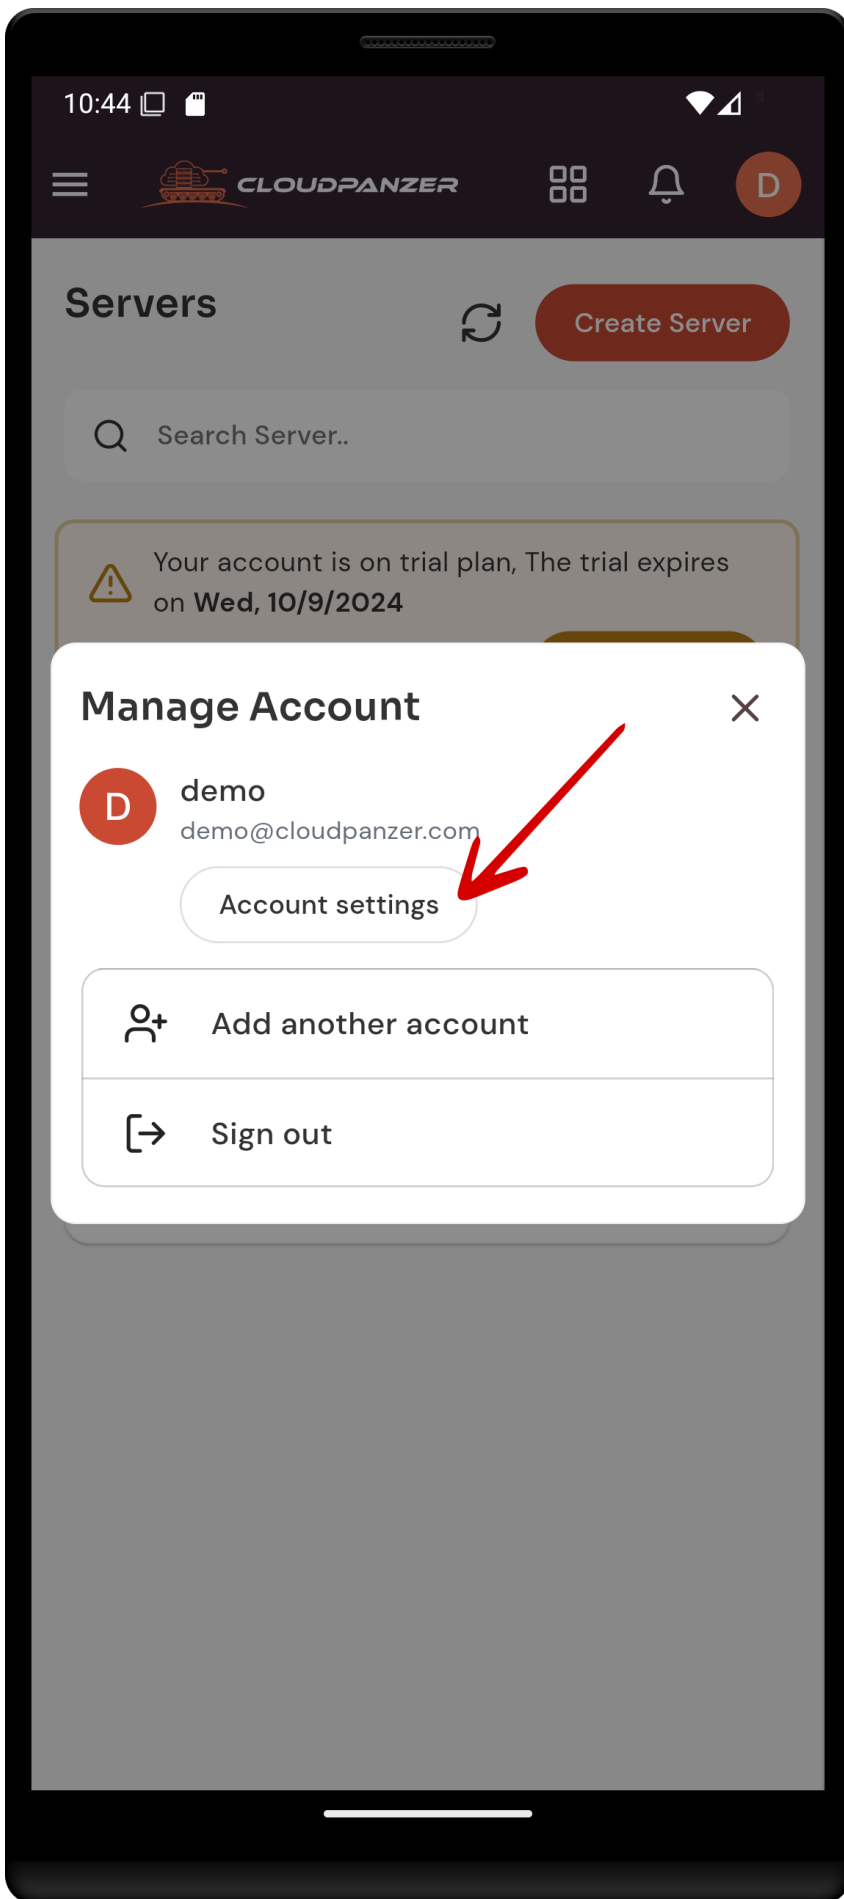 10:44
CLOUDPANZER
D
Servers
Create Server
Search Server..
Your account is on trial plan, The trial expires
on Wed, 10/9/2024
Manage Account
D
demo
demo@cloudpanzer.com
Account settings
Add another account
Sign out